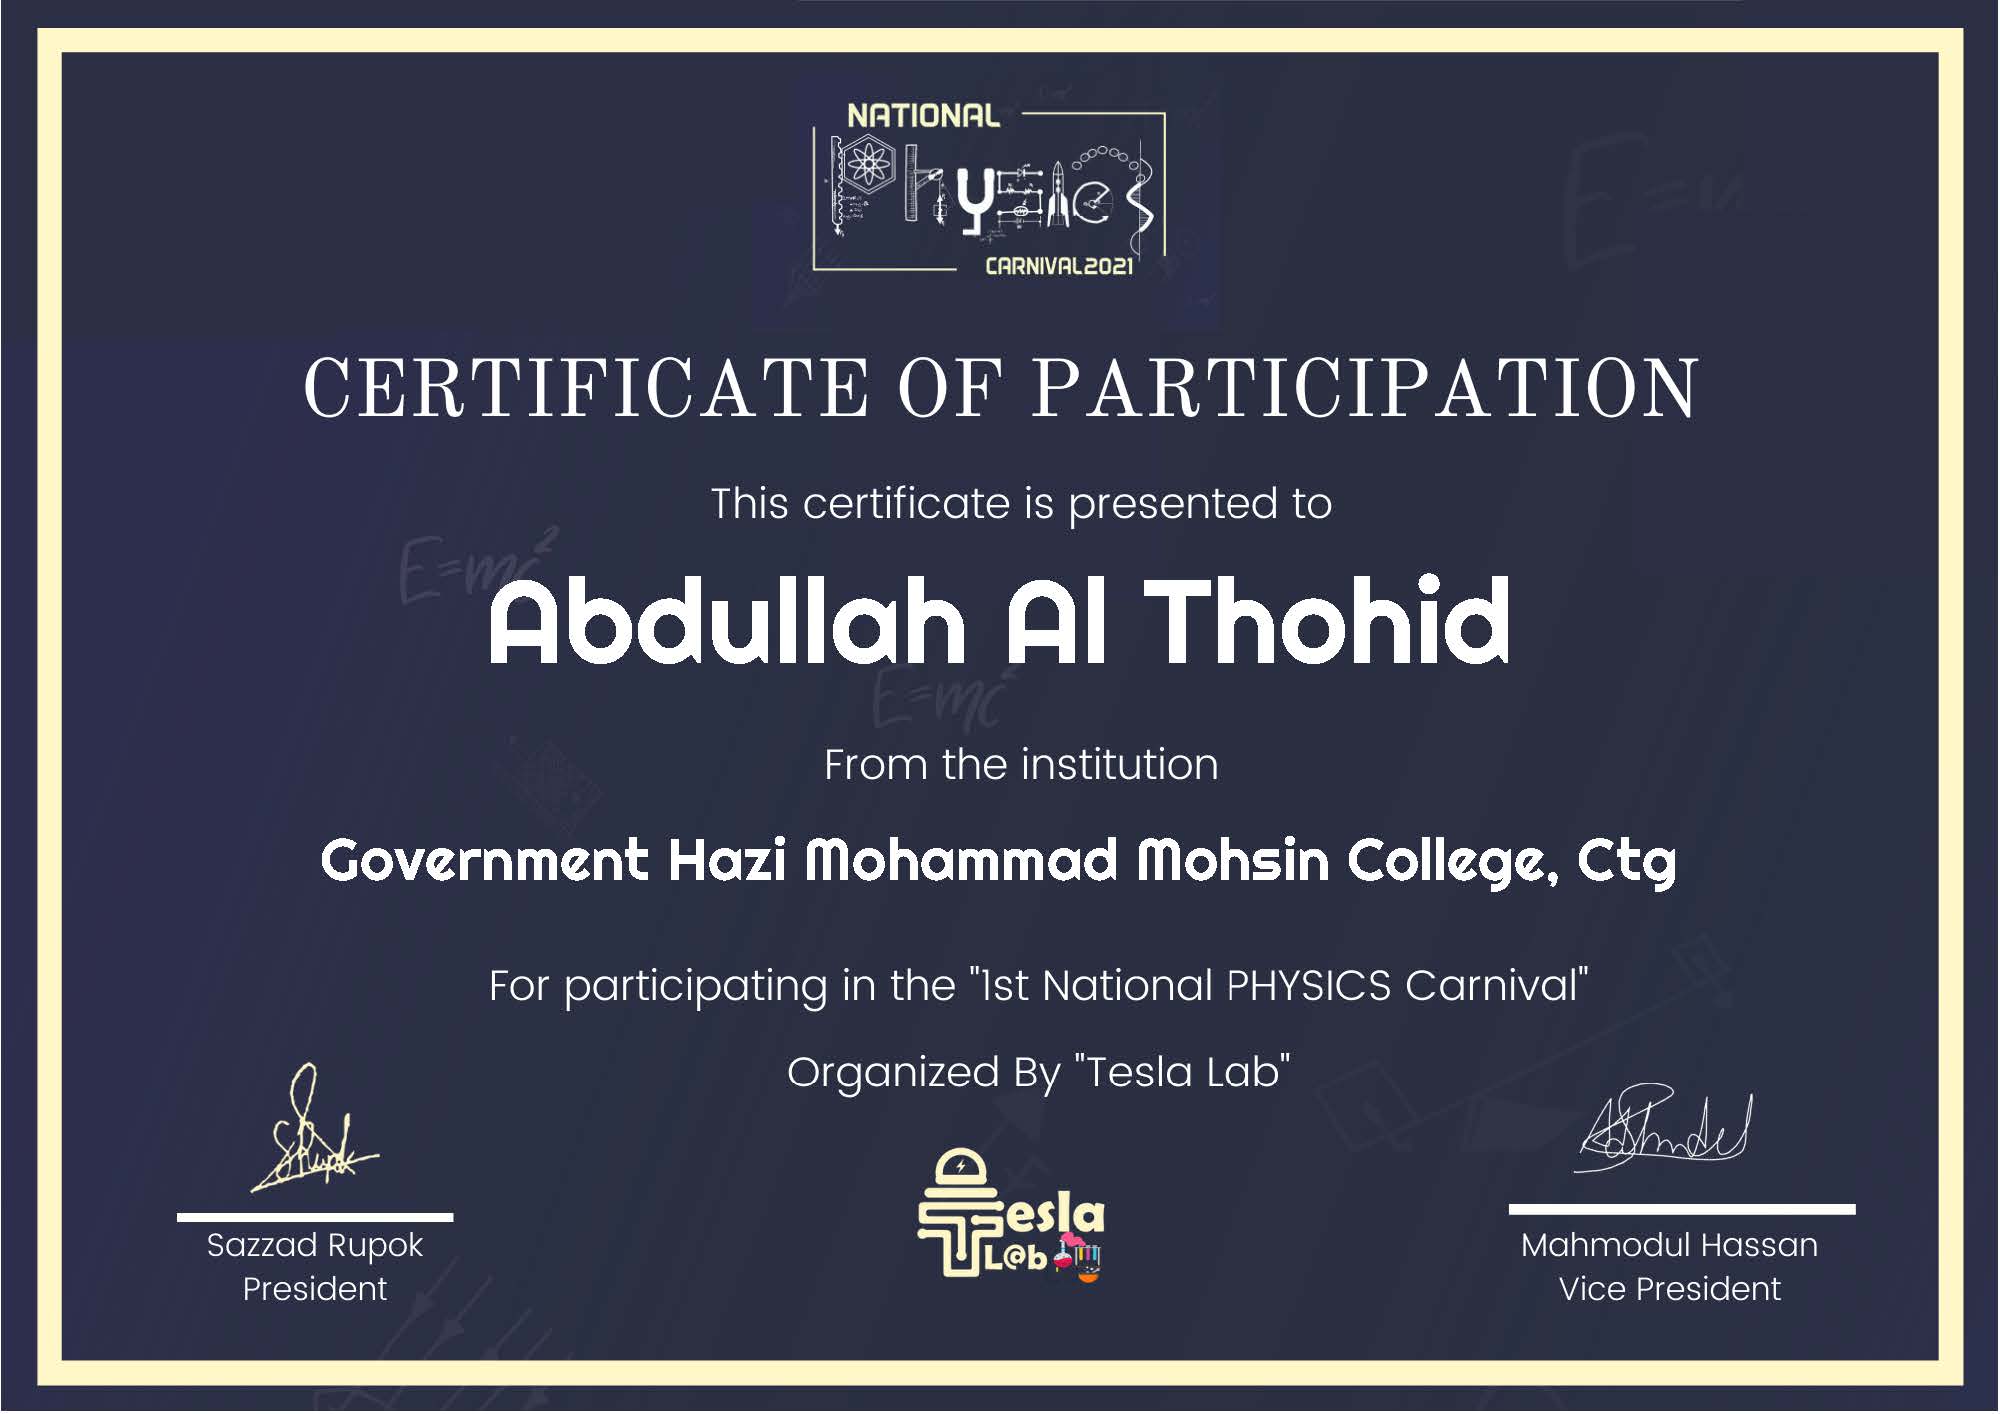 NATIONAL
Physics
CARNIVAL2021
CERTIFICATE OF PARTICIPATION
This certificate is presented to
E=mc²
Abdullah Al Thohid
E=mc²
From the institution
Government Hazi Mohammad Mohsin College, Ctg
For participating in the "1st National PHYSICS Carnival"
Organized By "Tesla Lab"
Tesla
L@b
Sazzad Rupok
President
Mahmodul Hassan
Vice President